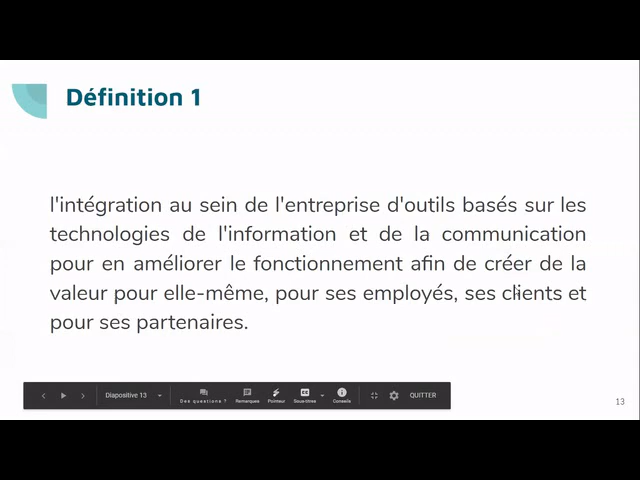 Définition 1
l'intégration au sein de l'entreprise d'outils basés sur les
technologies de l'information et de la communication
pour en améliorer le fonctionnement afin de créer de la
valeur pour elle-même, pour ses employés, ses clients et
pour ses partenaires.
Diapositive 13
Des questions ?
Remarques
Pointeur
CC
Sous-titres
Conseils
QUITTER
13